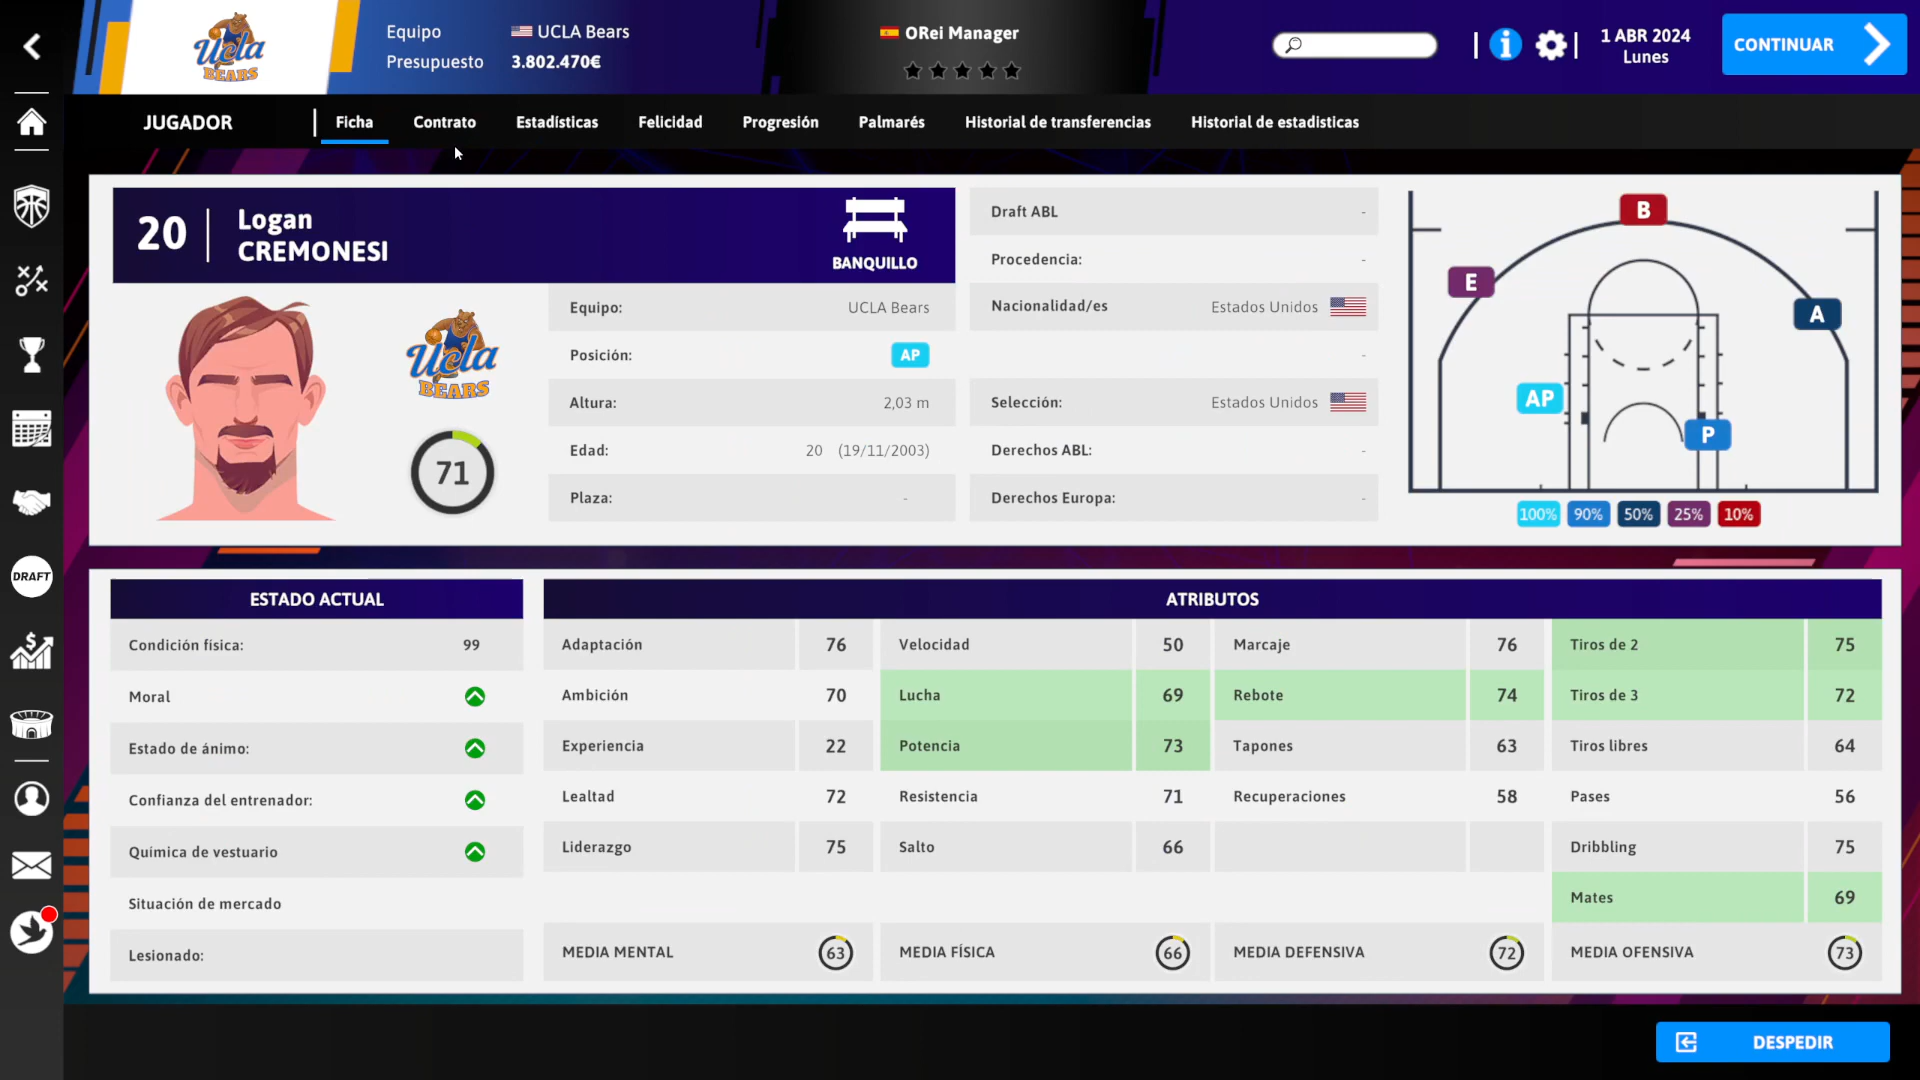 Ucla
BEARS
Equipo UCLA Bears
Presupuesto 3.802.470€
ORei Manager
1 ABR 2024
Lunes
CONTINUAR
JUGADOR Ficha Contrato Estadísticas Felicidad Progresión Palmarés Historial de transferencias Historial de estadisticas
20 Logan
CREMONESI
BANQUILLO
Ucla
BEARS
71
Equipo: UCLA Bears
Posición: AP
Altura: 2,03 m
Edad: 20 (19/11/2003)
Plaza: -
Draft ABL -
Procedencia: -
Nacionalidad/es Estados Unidos
-
Selección: Estados Unidos
Derechos ABL: -
Derechos Europa: -
B
E
A
AP
P
100% 90% 50% 25% 10%
DRAFT
ESTADO ACTUAL
Condición física: 99
Moral
Estado de ánimo:
Confianza del entrenador:
Química de vestuario
Situación de mercado
Lesionado:
ATRIBUTOS
Adaptación 76 Velocidad 50 Marcaje 76 Tiros de 2 75
Ambición 70 Lucha 69 Rebote 74 Tiros de 3 72
Experiencia 22 Potencia 73 Tapones 63 Tiros libres 64
Lealtad 72 Resistencia 71 Recuperaciones 58 Pases 56
Liderazgo 75 Salto 66 Dribbling 75
Mates 69
MEDIA MENTAL 63 MEDIA FÍSICA 66 MEDIA DEFENSIVA 72 MEDIA OFENSIVA 73
DESPEDIR